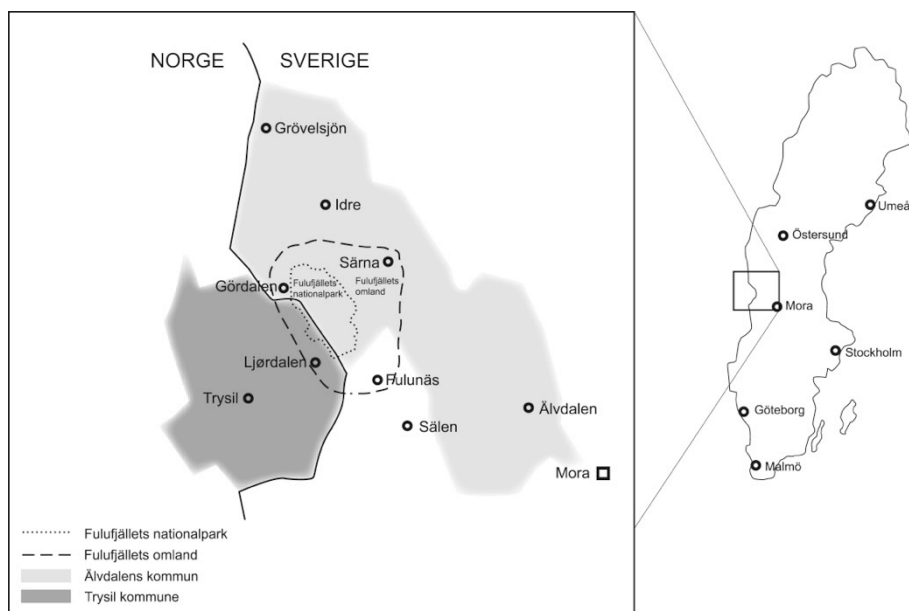 NORGE SVERIGE
Grövelsjön
Idre
Särna
Fulufjällets
nationalpark
Fulufjällets
omland
Gördalen
Ljørdalen
Fulunäs
Trysil
Sälen
Älvdalen
Mora
Fulufjällets nationalpark
Fulufjällets omland
Älvdalens kommun
Trysil kommune
Umeå
Östersund
Mora
Stockholm
Göteborg
Malmö